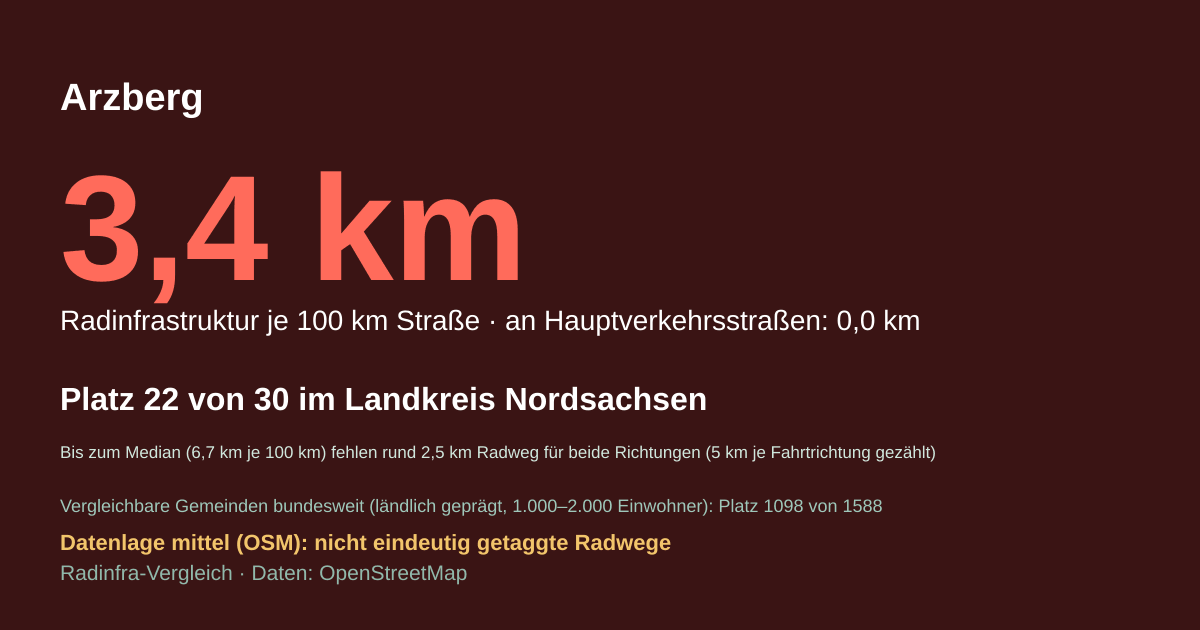 Arzberg
3,4 km
Radinfrastruktur je 100 km Straße · an Hauptverkehrsstraßen: 0,0 km
Platz 22 von 30 im Landkreis Nordsachsen
Bis zum Median (6,7 km je 100 km) fehlen rund 2,5 km Radweg für beide Richtungen (5 km je Fahrtrichtung gezählt)
Vergleichbare Gemeinden bundesweit (ländlich geprägt, 1.000–2.000 Einwohner): Platz 1098 von 1588
Datenlage mittel (OSM): nicht eindeutig getaggte Radwege
Radinfra-Vergleich · Daten: OpenStreetMap